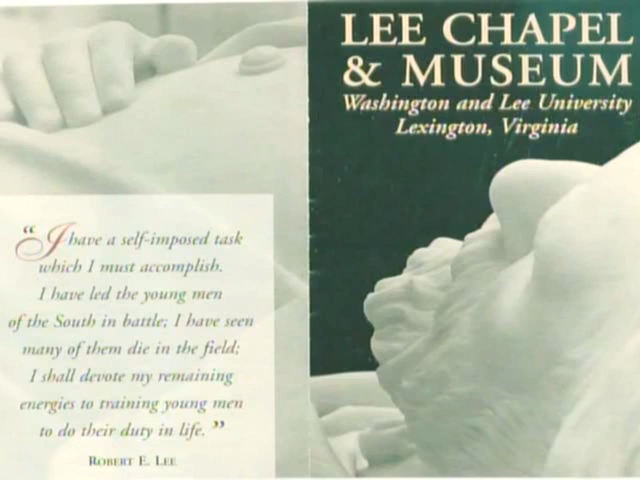 LEE CHAPEL
& MUSEUM
Washington and Lee University
Lexington, Virginia
“I have a self-imposed task
which I must accomplish.
I have led the young men
of the South in battle; I have seen
many of them die in the field;
I shall devote my remaining
energies to training young men
to do their duty in life.”
ROBERT E. LEE